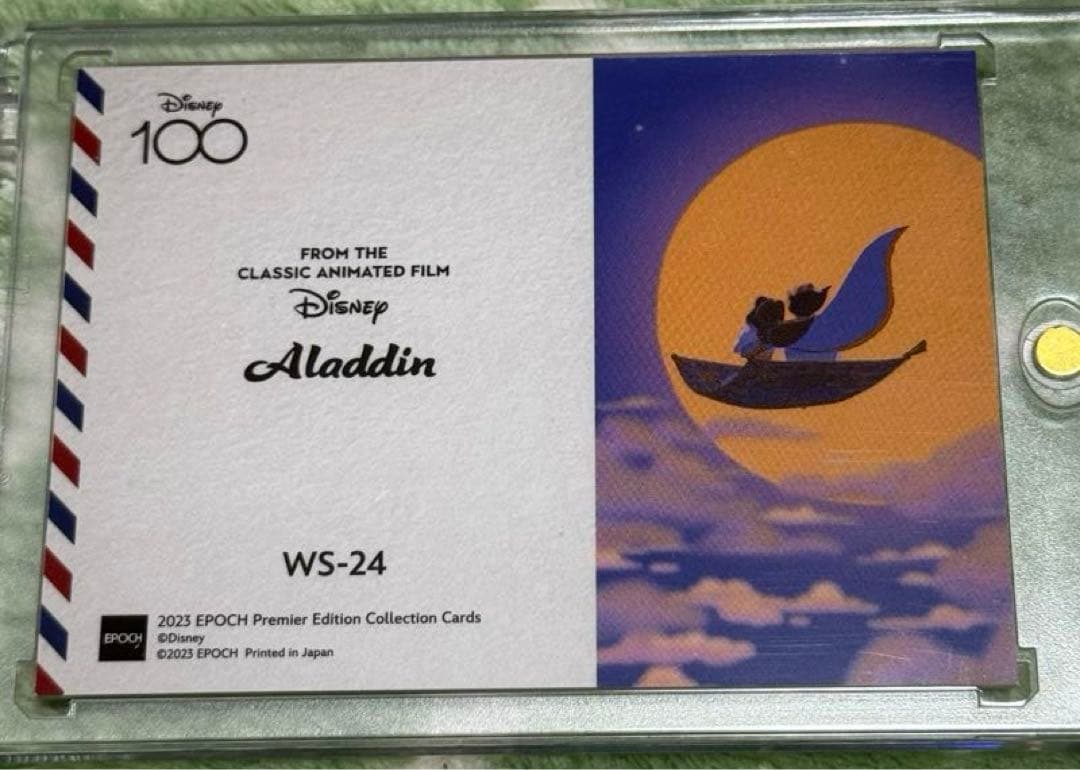 Disney
100
FROM THE
CLASSIC ANIMATED FILM
Disney
Aladdin
WS-24
EPOCH
2023 EPOCH Premier Edition Collection Cards
©Disney
©2023 EPOCH Printed in Japan